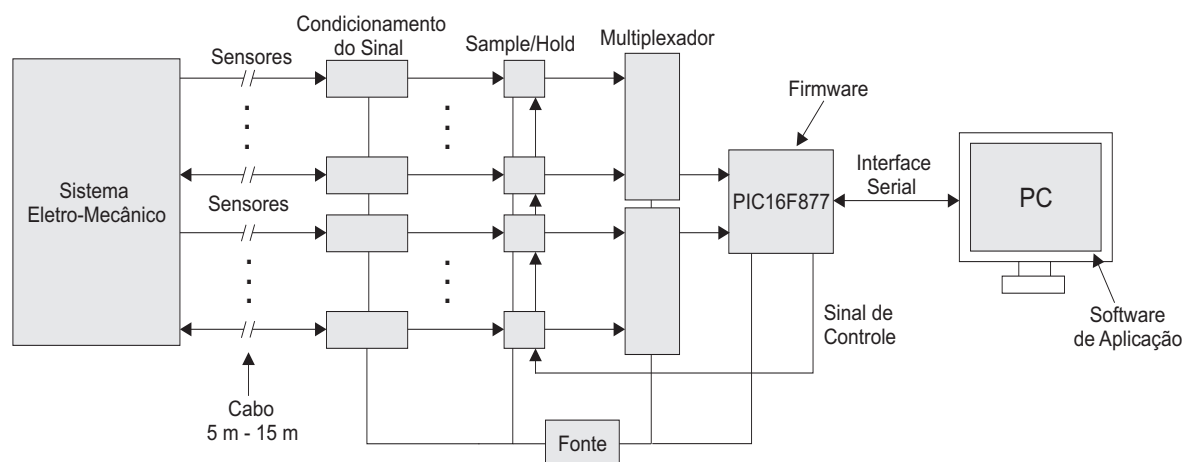 Condicionamento
do Sinal
Sample/Hold
Multiplexador
Sensores
Firmware
Sistema
Eletro-Mecânico
Sensores
PIC16F877
Interface
Serial
PC
Sinal de
Controle
Software
de Aplicação
Cabo
5 m - 15 m
Fonte